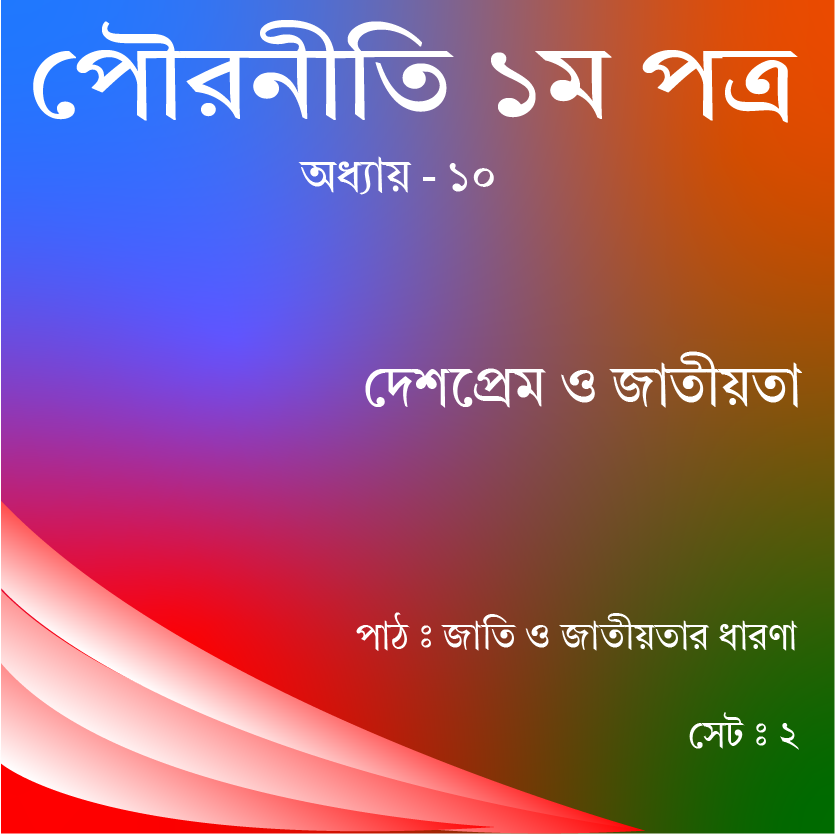 পৌরনীতি ১ম পত্র
অধ্যায় - ১০
দেশপ্রেম ও জাতীয়তা
পাঠ ঃ জাতি ও জাতীয়তার ধারণা
সেট ঃ ২